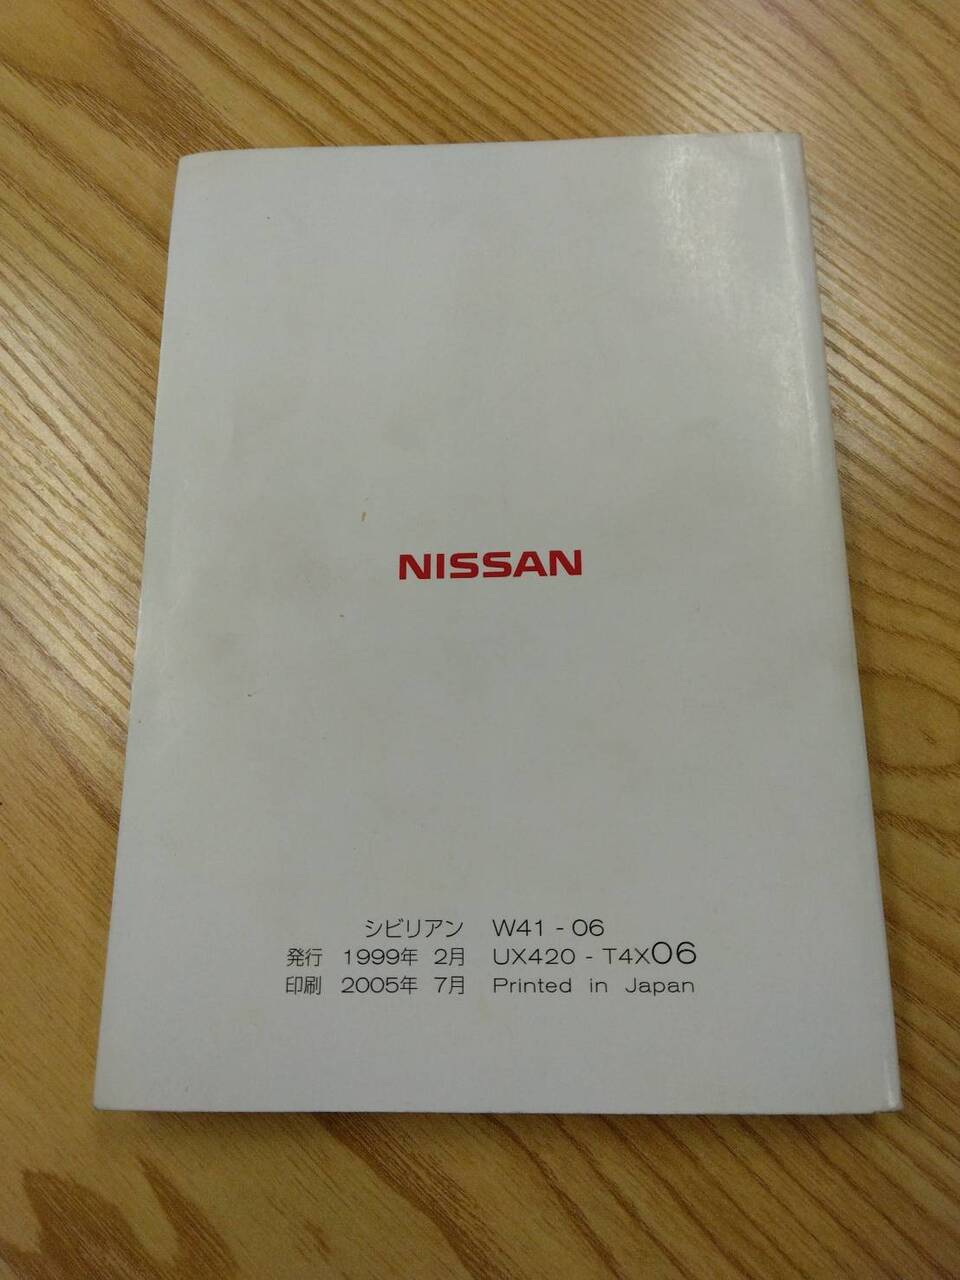 NISSAN
シビリアン W41 - 06
発行 1999年 2月 UX420 - T4X06
印刷 2005年 7月 Printed in Japan